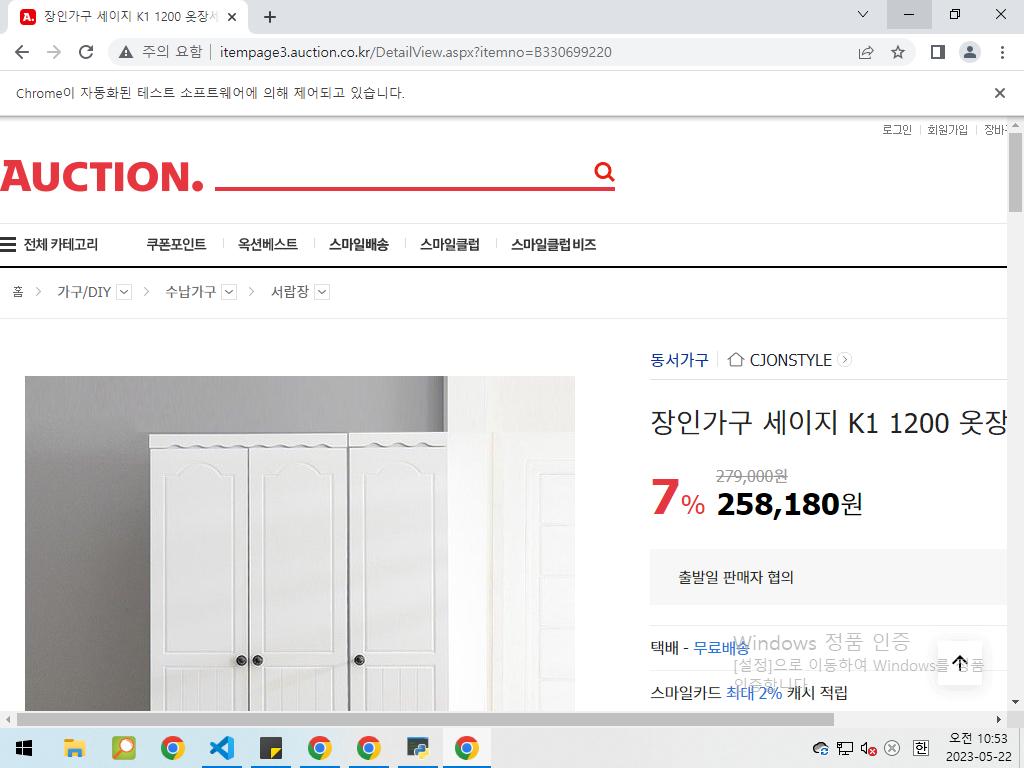 장인가구 세이지 K1 1200 옷장세
주의 요함 itempage3.auction.co.kr/DetailView.aspx?itemno=B330699220
Chrome이 자동화된 테스트 소프트웨어에 의해 제어되고 있습니다.
로그인 회원가입 장바구
AUCTION.
전체 카테고리 쿠폰포인트 옥션베스트 스마일배송 스마일클럽 스마일클럽 비즈
홈 가구/DIY 수납가구 서랍장
동서가구 CJONSTYLE
장인가구 세이지 K1 1200 옷장
7% 279,000원
258,180원
출발일 판매자 협의
택배 - 무료배송
Windows 정품 인증
[설정]으로 이동하여 Windows를 정품
인증합니다.
스마일카드 최대 2% 캐시 적립
한 오전 10:53
2023-05-22